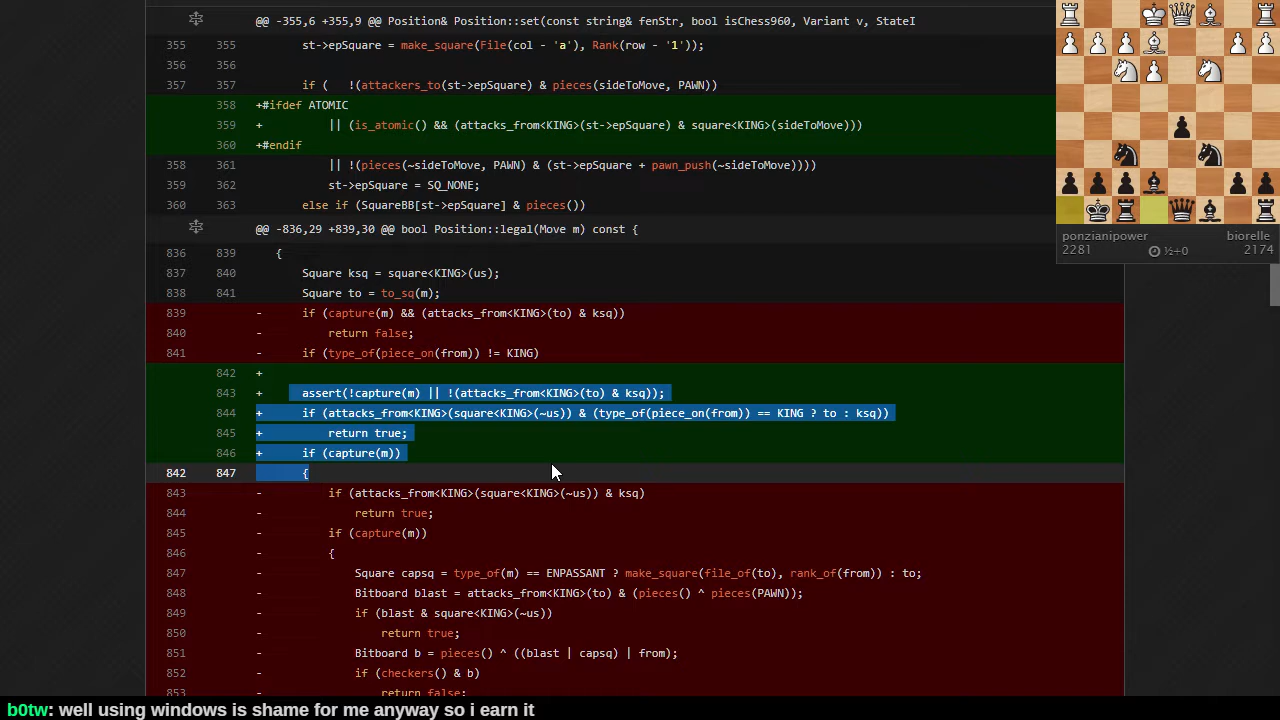 @@ -355,6 +355,9 @@ Position& Position::set(const string& fenStr, bool isChess960, Variant v, StateI
355 355 st->epSquare = make_square(File(col - 'a'), Rank(row - '1'));
356 356
357 357 if ( !(attackers_to(st->epSquare) & pieces(sideToMove, PAWN))
358 +#ifdef ATOMIC
359 + || (is_atomic() && (attacks_from<KING>(st->epSquare) & square<KING>(sideToMove)))
360 +#endif
358 361 || !(pieces(~sideToMove, PAWN) & (st->epSquare + pawn_push(~sideToMove))))
359 362 st->epSquare = SQ_NONE;
360 363 else if (SquareBB[st->epSquare] & pieces())
@@ -836,29 +839,30 @@ bool Position::legal(Move m) const {
836 839 {
837 840 Square ksq = square<KING>(us);
838 841 Square to = to_sq(m);
839 - if (capture(m) && (attacks_from<KING>(to) & ksq))
840 - return false;
841 - if (type_of(piece_on(from)) != KING)
842 +
843 + assert(!capture(m) || !(attacks_from<KING>(to) & ksq));
844 + if (attacks_from<KING>(square<KING>(~us)) & (type_of(piece_on(from)) == KING ? to : ksq))
845 + return true;
846 + if (capture(m))
842 847 {
843 - if (attacks_from<KING>(square<KING>(~us)) & ksq)
844 - return true;
845 - if (capture(m))
846 - {
847 - Square capsq = type_of(m) == ENPASSANT ? make_square(file_of(to), rank_of(from)) : to;
848 - Bitboard blast = attacks_from<KING>(to) & (pieces() ^ pieces(PAWN));
849 - if (blast & square<KING>(~us))
850 - return true;
851 - Bitboard b = pieces() ^ ((blast | capsq) | from);
852 - if (checkers() & b)
853 - return false;
ponzianipower biorelle
2281 ½+0 2174
b0tw: well using windows is shame for me anyway so i earn it